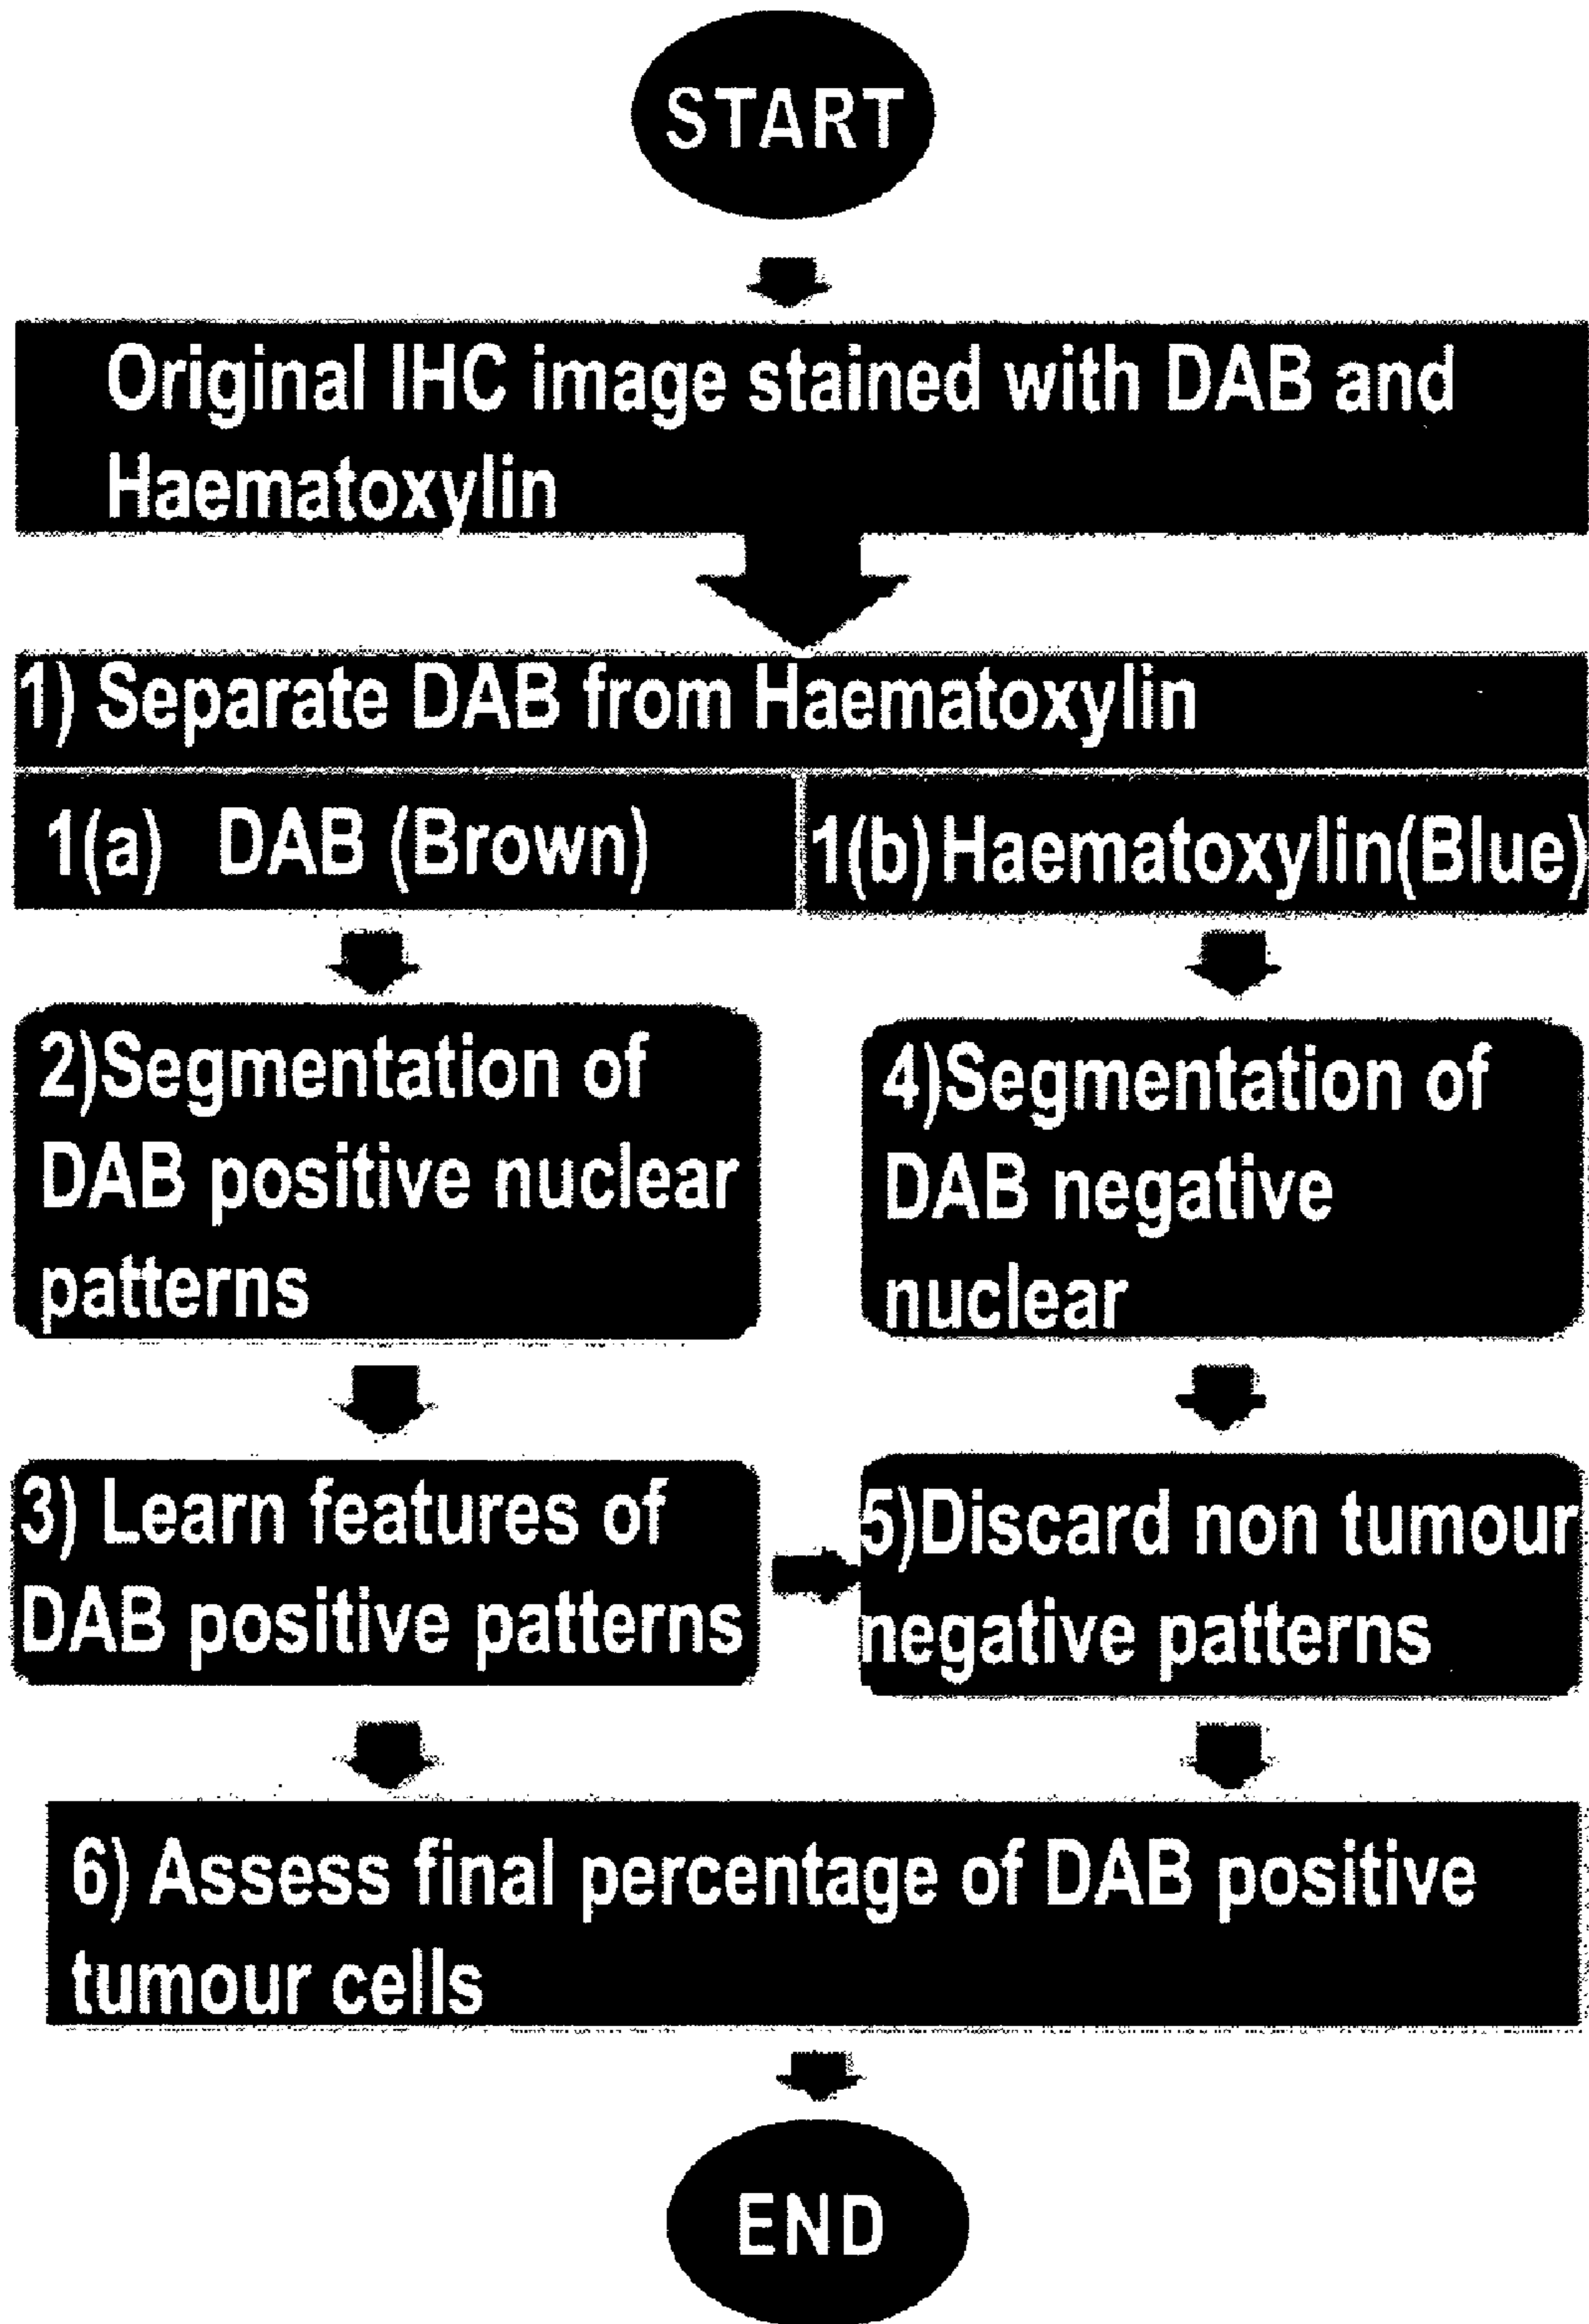 START
Original IHC image stained with DAB and
Haematoxylin
1) Separate DAB from Haematoxylin
1(a) DAB (Brown)
1(b) Haematoxylin(Blue)
2)Segmentation of
DAB positive nuclear
patterns
4)Segmentation of
DAB negative
nuclear
3) Learn features of
DAB positive patterns
5)Discard non tumour
negative patterns
6) Assess final percentage of DAB positive
tumour cells
END